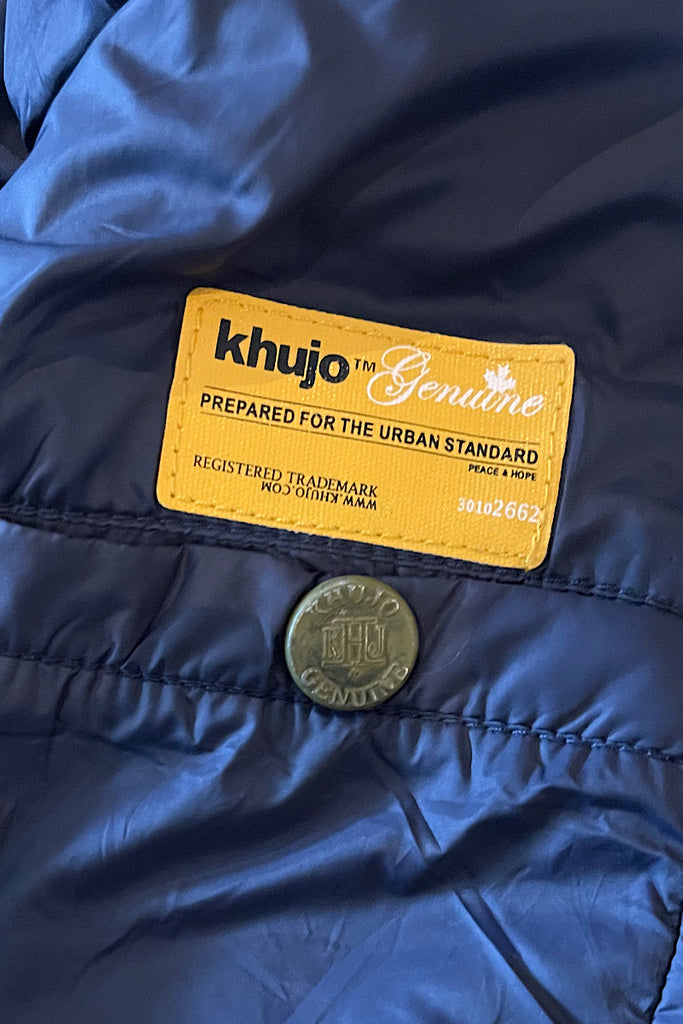 khujo™ Genuine
PREPARED FOR THE URBAN STANDARD
PEACE & HOPE
REGISTERED TRADEMARK
WWW.KHUJO.COM
30102662
KHUJO
KHJ
GENUINE